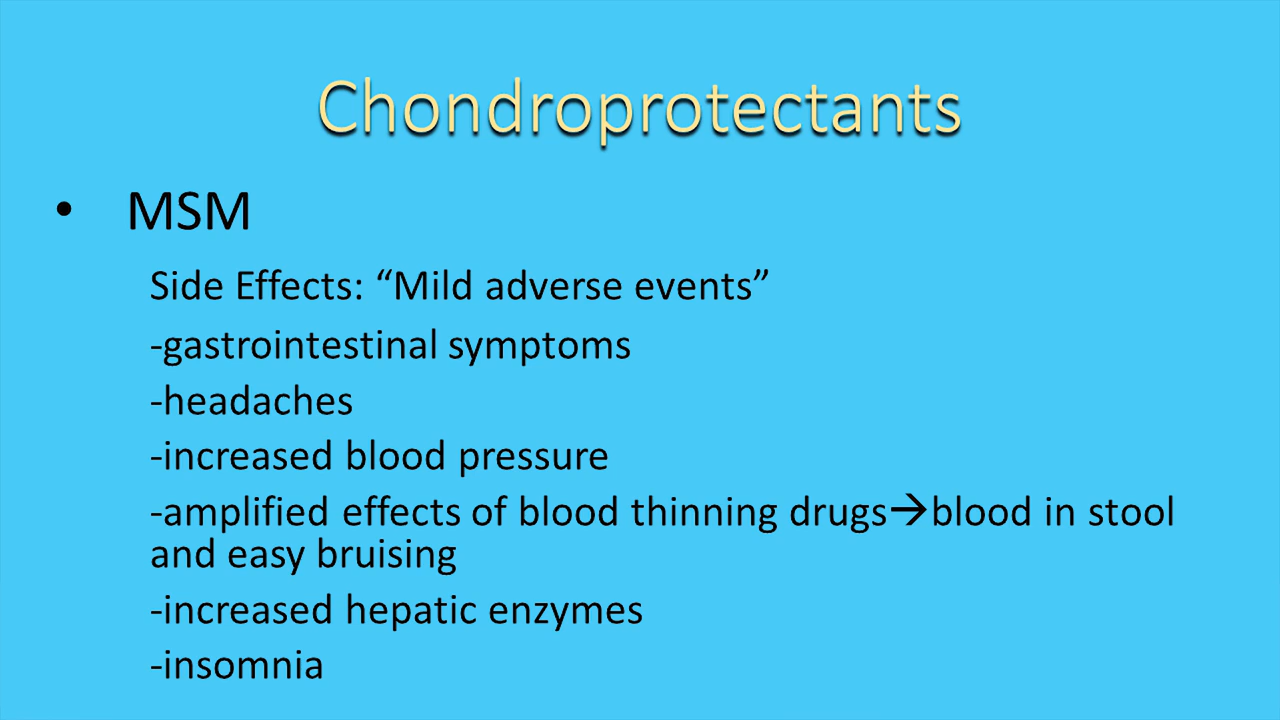 Chondroprotectants
• MSM
Side Effects: “Mild adverse events”
-gastrointestinal symptoms
-headaches
-increased blood pressure
-amplified effects of blood thinning drugs→blood in stool
and easy bruising
-increased hepatic enzymes
-insomnia